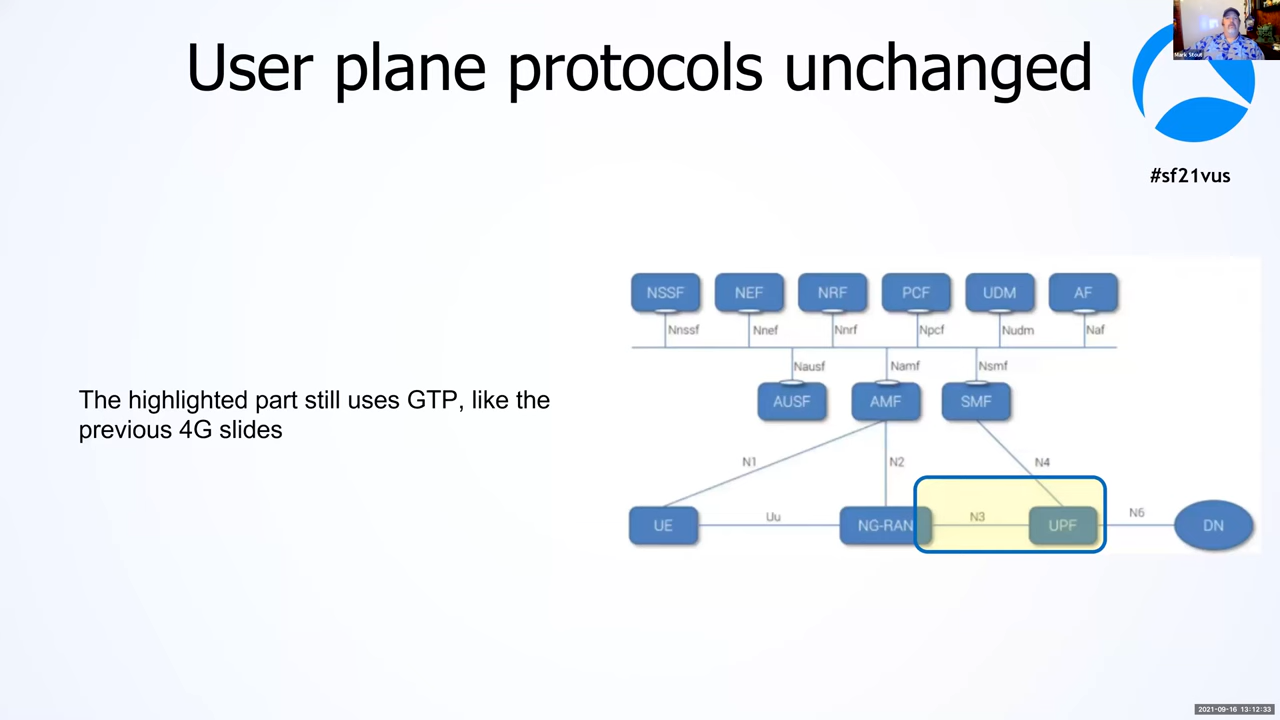 User plane protocols unchanged
Mark Stout
#sf21vus
NSSF NEF NRF PCF UDM AF
Nnssf Nnef Nnrf Npcf Nudm Naf
Nausf Namf Nsmf
The highlighted part still uses GTP, like the
previous 4G slides
AUSF AMF SMF
N1 N2 N4
UE Uu NG-RAN N3 UPF N6 DN
2021-09-16 13:12:33